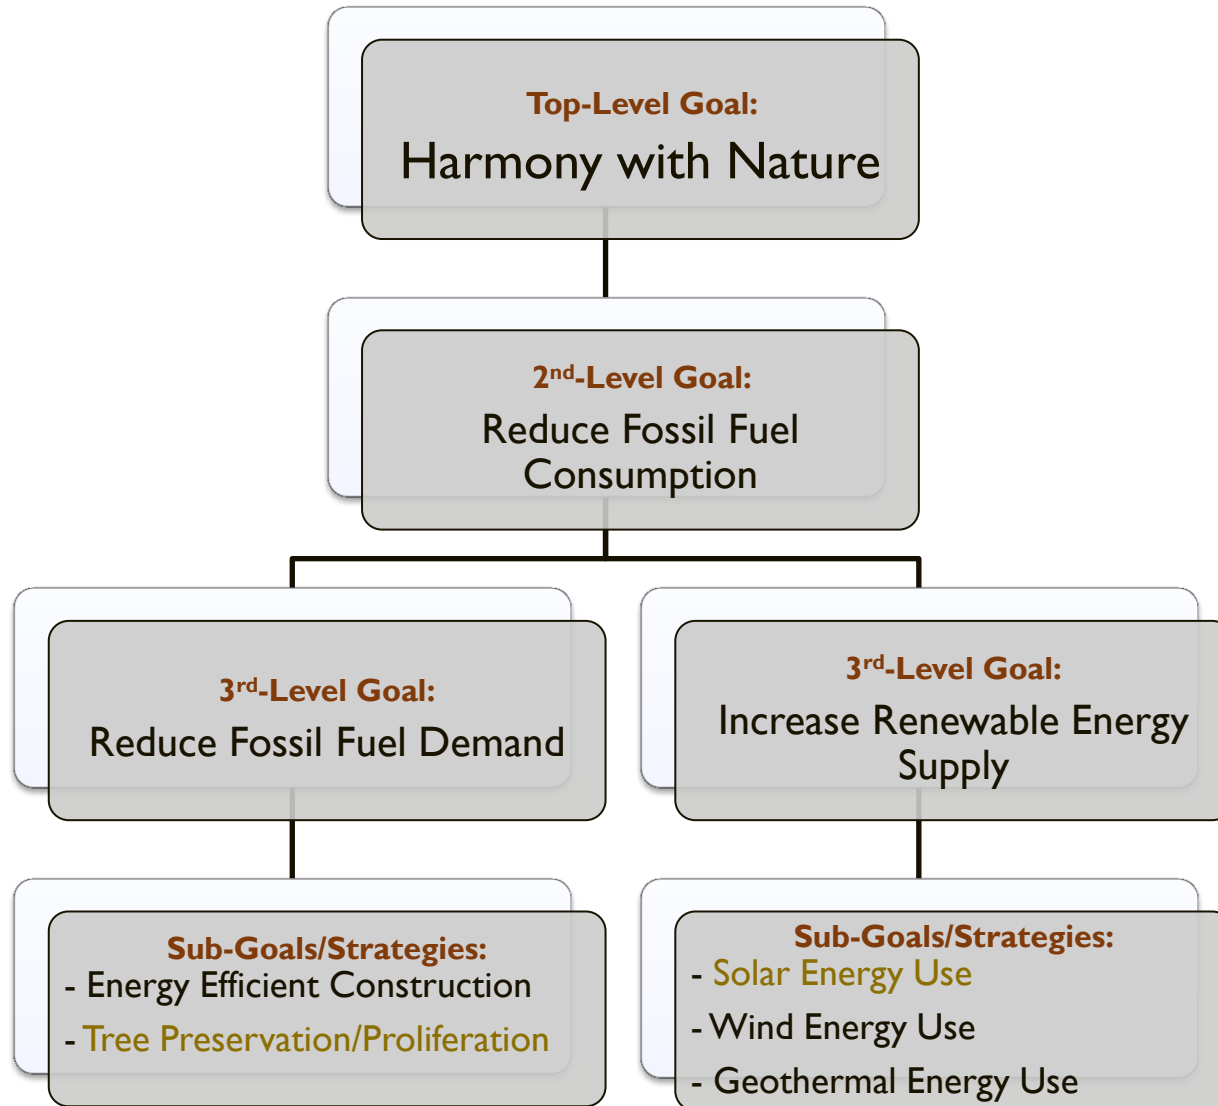 Top-Level Goal:
Harmony with Nature
2nd-Level Goal:
Reduce Fossil Fuel
Consumption
3rd-Level Goal:
Reduce Fossil Fuel Demand
3rd-Level Goal:
Increase Renewable Energy
Supply
Sub-Goals/Strategies:
- Energy Efficient Construction
- Tree Preservation/Proliferation
Sub-Goals/Strategies:
- Solar Energy Use
- Wind Energy Use
- Geothermal Energy Use